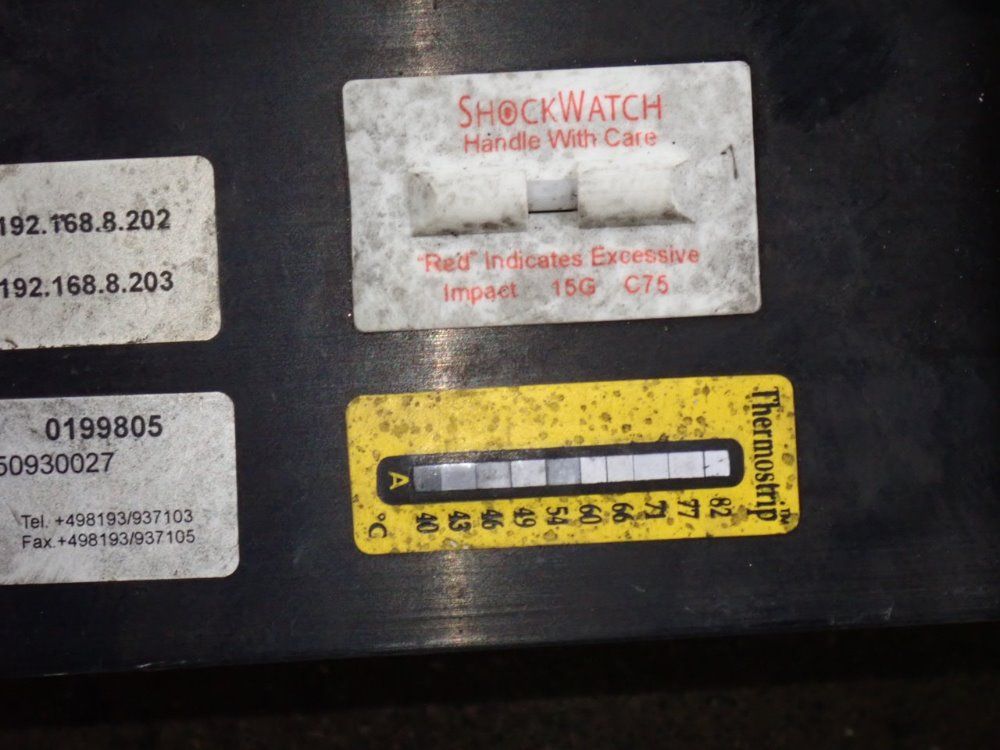 192.168.8.202
192.168.8.203
0199805
50930027
Tel. +498193/937103
Fax.+498193/937105
SHOCKWATCH
Handle With Care
"Red" Indicates Excessive
Impact 15G C75
Thermostrip™
A
°C 40 43 46 49 54 60 66 71 77 82